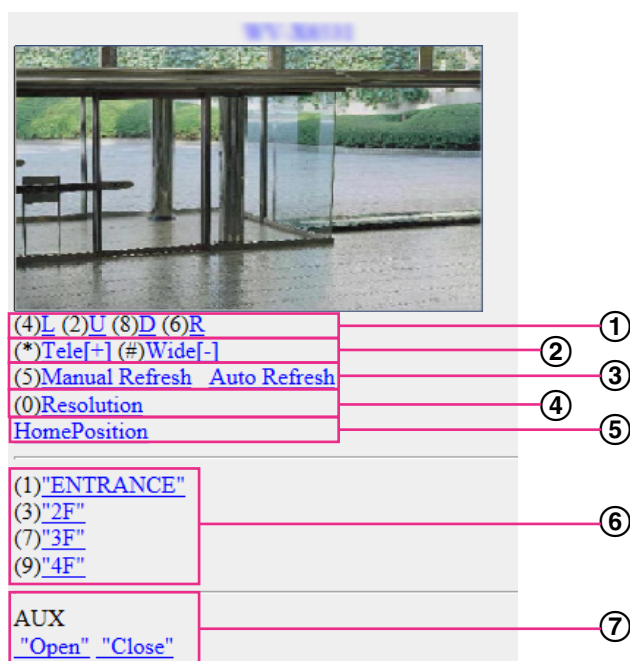 (4)L (2)U (8)D (6)R ①
(*)Tele[+] (#)Wide[-] ②
(5)Manual Refresh Auto Refresh ③
(0)Resolution ④
HomePosition ⑤
(1)"ENTRANCE"
(3)"2F" ⑥
(7)"3F"
(9)"4F"
AUX ⑦
"Open" "Close"